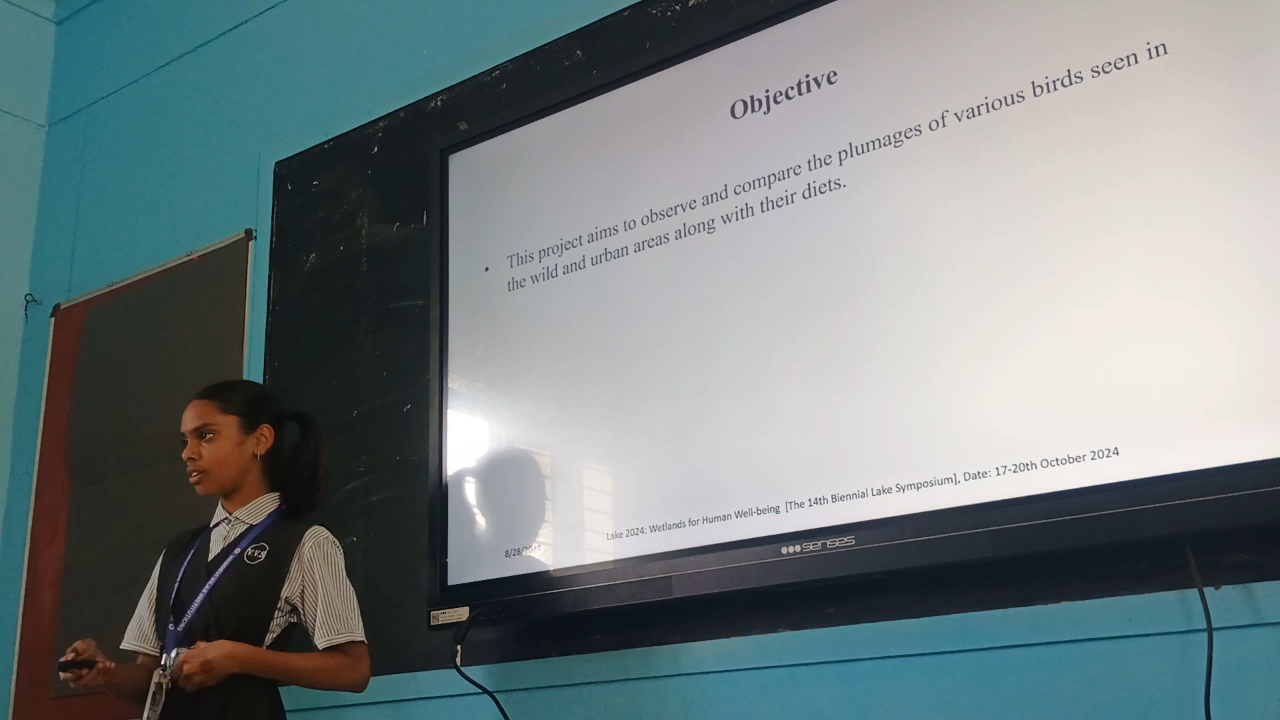 Objective
• This project aims to observe and compare the plumages of various birds seen in
the wild and urban areas along with their diets.
Lake 2024: Wetlands for Human Well-being [The 14th Biennial Lake Symposium], Date: 17-20th October 2024
8/28/
senses
Y.V.S